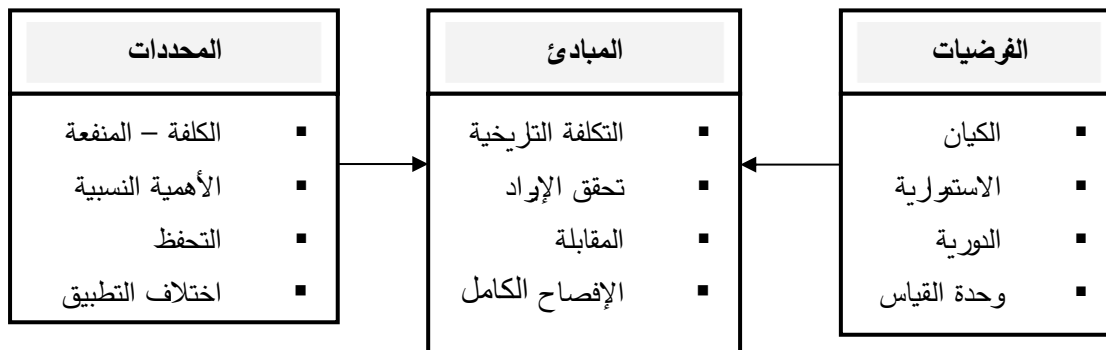 الفرضيات
▪ الكيان
▪ الاستمرارية
▪ الدورية
▪ وحدة القياس
المبادئ
▪ التكلفة التاريخية
▪ تحقق الإيراد
▪ المقابلة
▪ الإفصاح الكامل
المحددات
▪ الكلفة – المنفعة
▪ الأهمية النسبية
▪ التحفظ
▪ اختلاف التطبيق